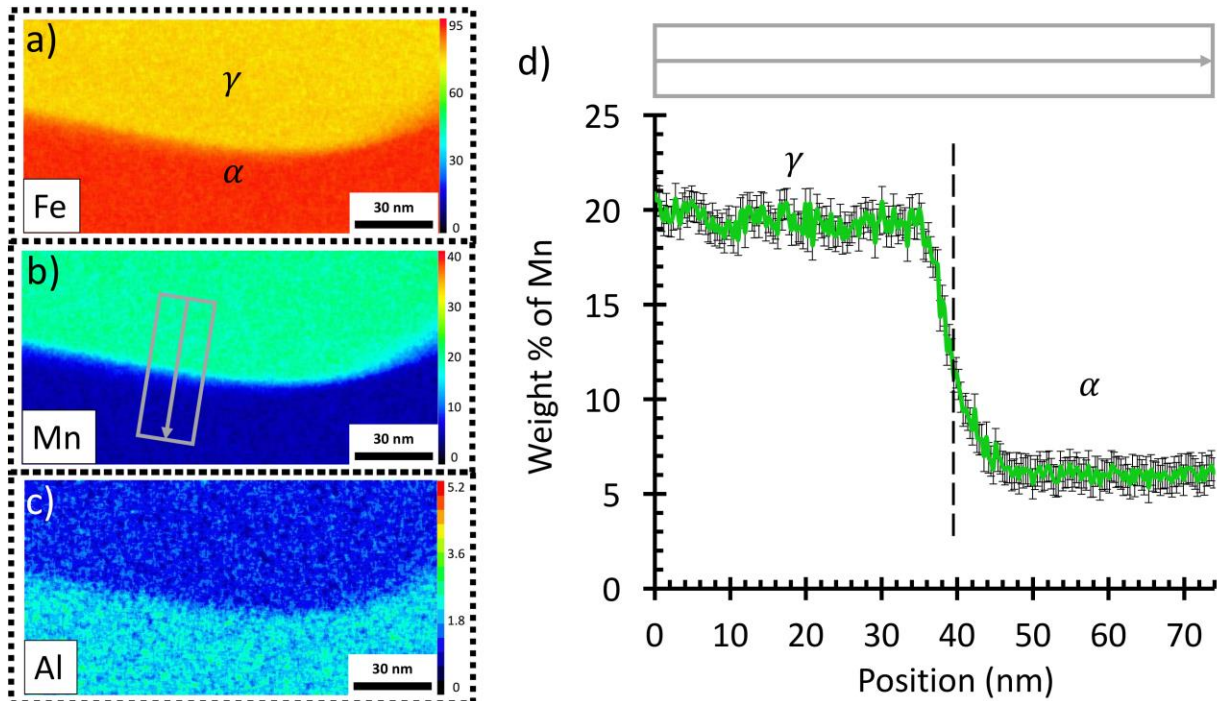 a)
γ
α
Fe
30 nm
95
60
30
0
b)
Mn
30 nm
40
30
20
10
0
c)
Al
30 nm
5.2
3.6
1.8
0
d)
γ
α
Weight % of Mn
25
20
15
10
5
0
0 10 20 30 40 50 60 70
Position (nm)